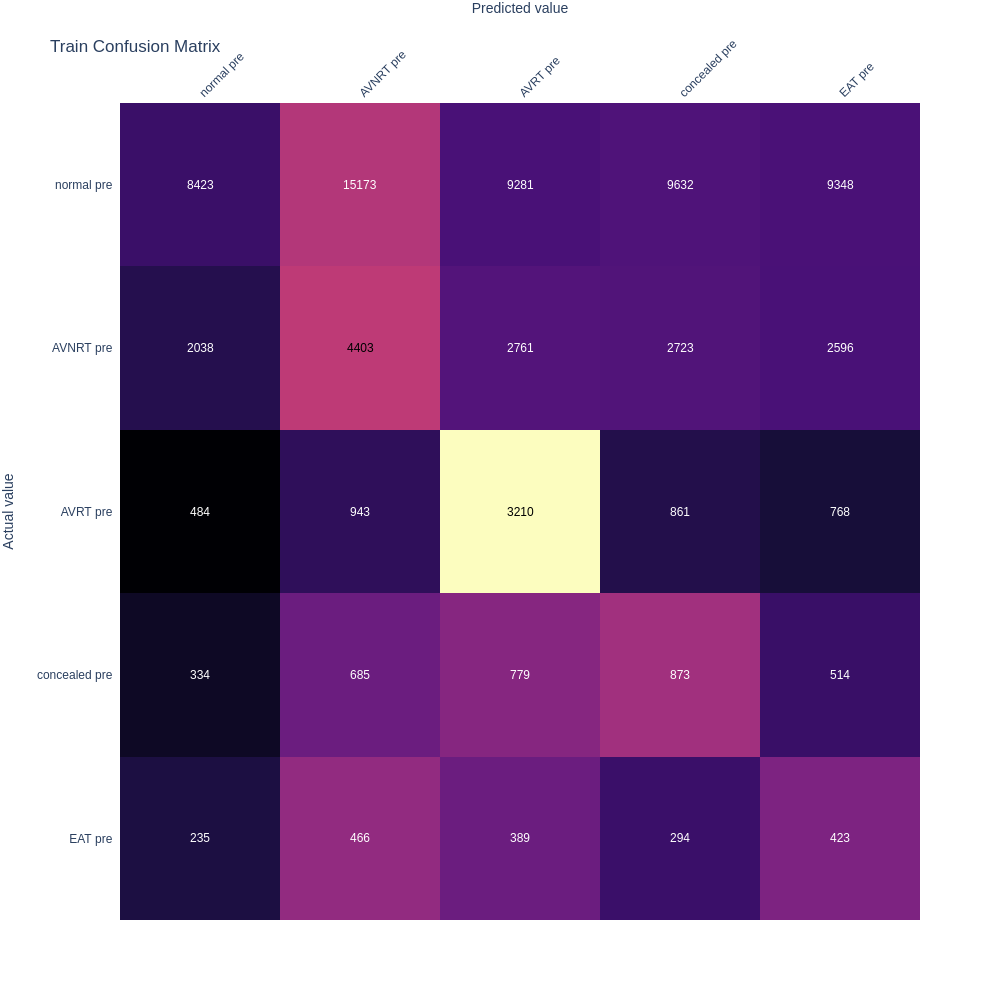 Predicted value
Train Confusion Matrix
normal pre AVNRT pre AVRT pre concealed pre EAT pre
normal pre 8423 15173 9281 9632 9348
AVNRT pre 2038 4403 2761 2723 2596
AVRT pre 484 943 3210 861 768
concealed pre 334 685 779 873 514
EAT pre 235 466 389 294 423
Actual value